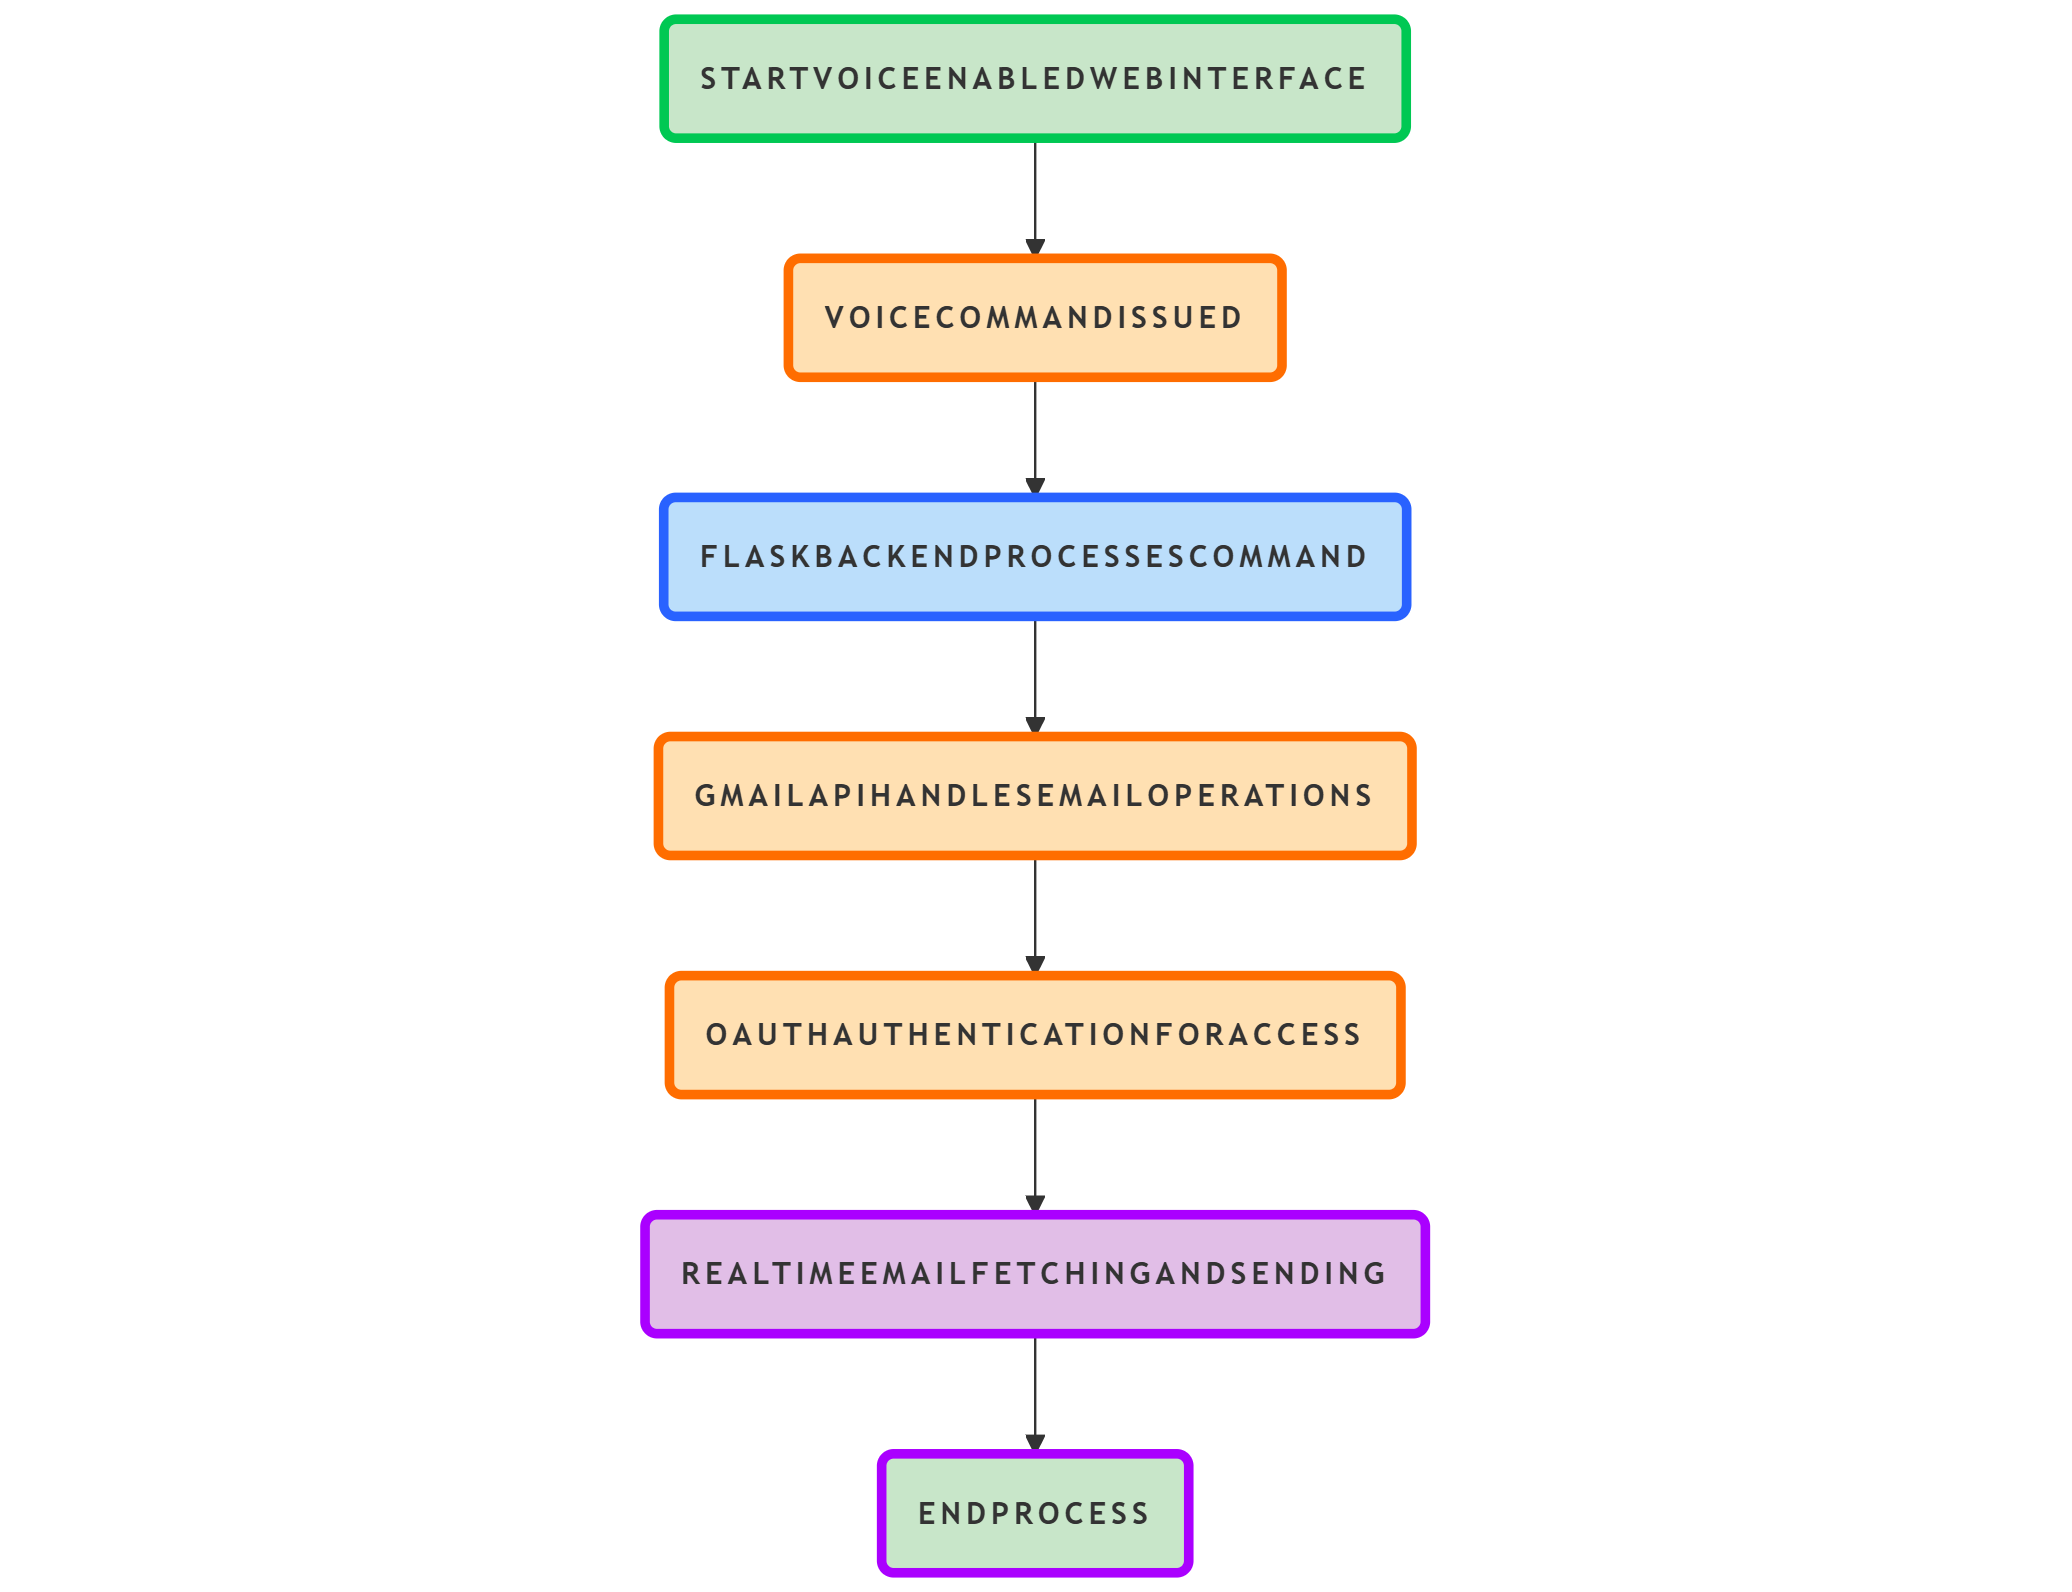 STARTVOICEENABLEDWEBINTERFACE
VOICECOMMANDISSUED
FLASKBACKENDPROCESSESCOMMAND
GMAILAPIHANDLESEMAILOPERATIONS
OAUTHAUTHENTICATIONFORACCESS
REALTIMEEMAILFETCHINGANDSENDING
ENDPROCESS